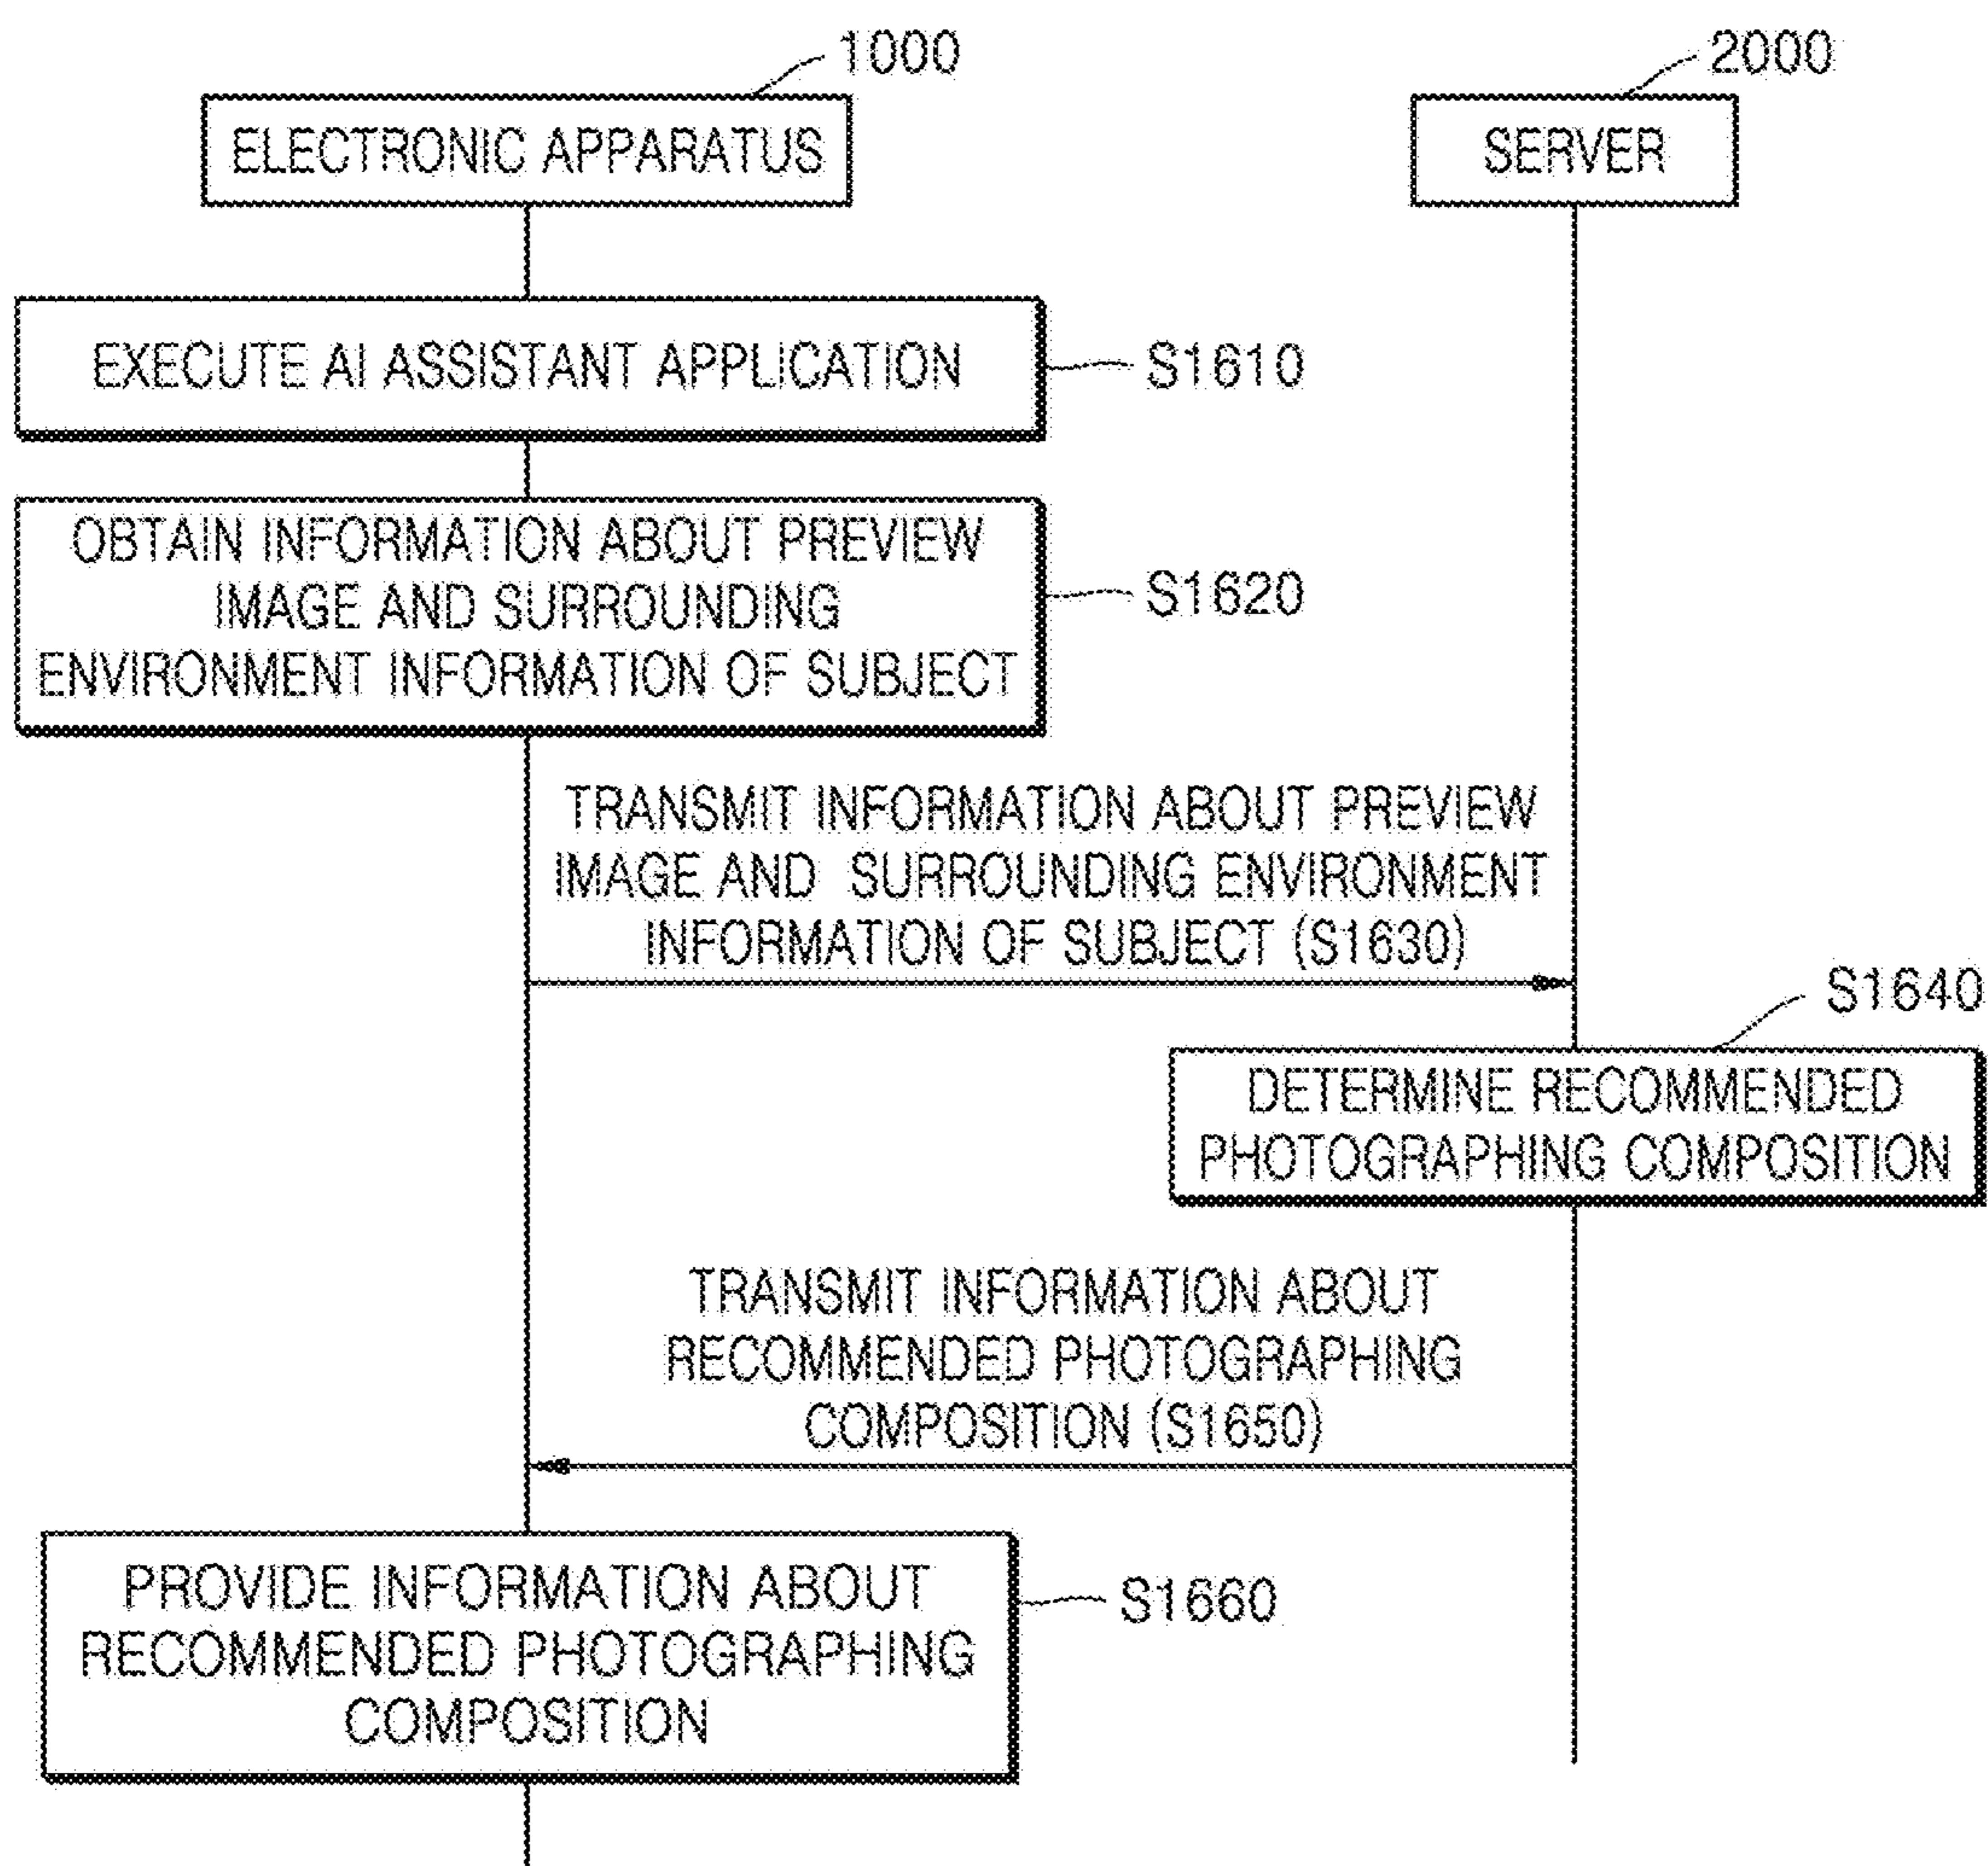 1000
2000
ELECTRONIC APPARATUS
SERVER
EXECUTE AI ASSISTANT APPLICATION
S1610
OBTAIN INFORMATION ABOUT PREVIEW
IMAGE AND SURROUNDING
ENVIRONMENT INFORMATION OF SUBJECT
S1620
TRANSMIT INFORMATION ABOUT PREVIEW
IMAGE AND SURROUNDING ENVIRONMENT
INFORMATION OF SUBJECT (S1630)
S1640
DETERMINE RECOMMENDED
PHOTOGRAPHING COMPOSITION
TRANSMIT INFORMATION ABOUT
RECOMMENDED PHOTOGRAPHING
COMPOSITION (S1650)
PROVIDE INFORMATION ABOUT
RECOMMENDED PHOTOGRAPHING
COMPOSITION
S1660